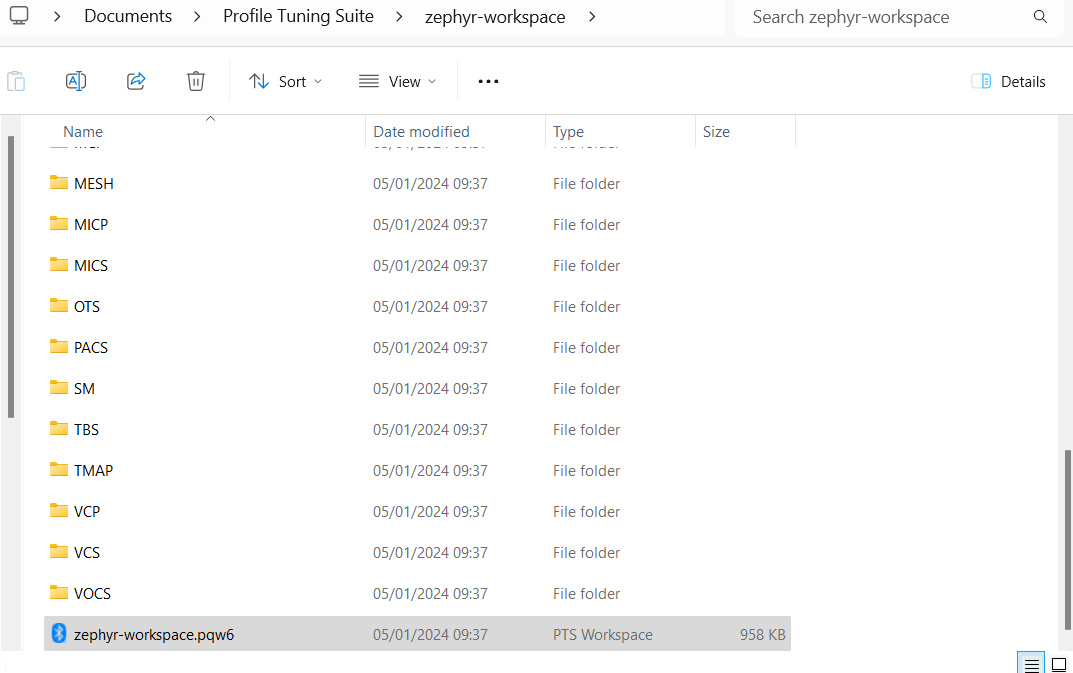 Documents > Profile Tuning Suite > zephyr-workspace > Search zephyr-workspace
Sort View ••• Details
Name Date modified Type Size
MESH 05/01/2024 09:37 File folder
MICP 05/01/2024 09:37 File folder
MICS 05/01/2024 09:37 File folder
OTS 05/01/2024 09:37 File folder
PACS 05/01/2024 09:37 File folder
SM 05/01/2024 09:37 File folder
TBS 05/01/2024 09:37 File folder
TMAP 05/01/2024 09:37 File folder
VCP 05/01/2024 09:37 File folder
VCS 05/01/2024 09:37 File folder
VOCS 05/01/2024 09:37 File folder
zephyr-workspace.pqw6 05/01/2024 09:37 PTS Workspace 958 KB